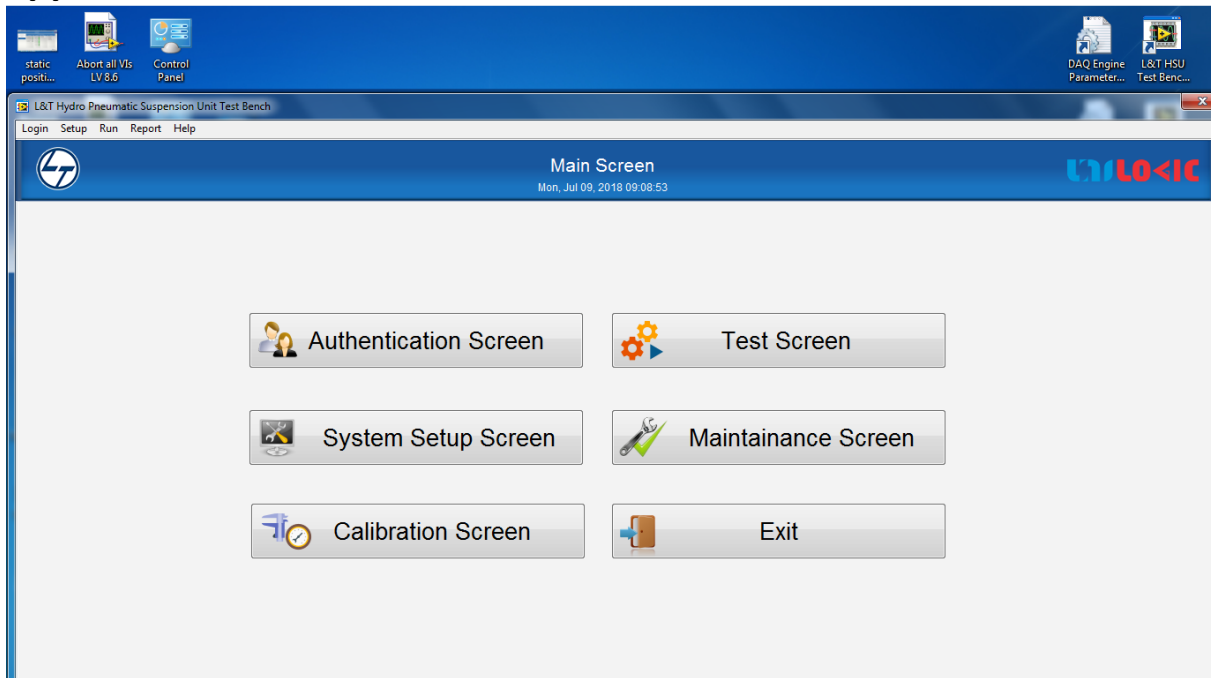 static
positi...
Abort all VIs
LV 8.6
Control
Panel
DAQ Engine
Parameter...
L&T HSU
Test Benc...
L&T Hydro Pneumatic Suspension Unit Test Bench
Login Setup Run Report Help
Main Screen
Mon, Jul 09, 2018 09:08:53
UNILOGIC
Authentication Screen
Test Screen
System Setup Screen
Maintainance Screen
Calibration Screen
Exit